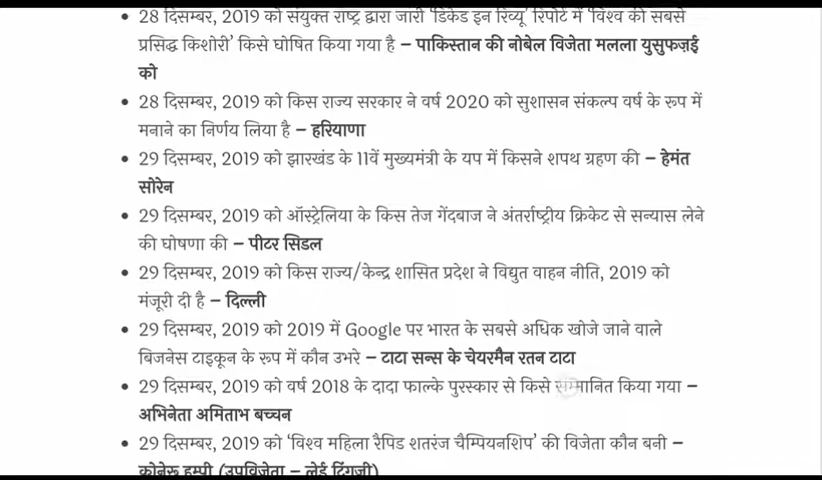 • 28 दिसम्बर, 2019 को संयुक्त राष्ट्र द्वारा जारी 'डिकेड इन रिव्यू' रिपोर्ट में 'विश्व की सबसे
प्रसिद्ध किशोरी' किसे घोषित किया गया है – पाकिस्तान की नोबेल विजेता मलला युसुफज़ई
को
• 28 दिसम्बर, 2019 को किस राज्य सरकार ने वर्ष 2020 को सुशासन संकल्प वर्ष के रूप में
मनाने का निर्णय लिया है – हरियाणा
• 29 दिसम्बर, 2019 को झारखंड के 11वें मुख्यमंत्री के यप में किसने शपथ ग्रहण की – हेमंत
सोरेन
• 29 दिसम्बर, 2019 को ऑस्ट्रेलिया के किस तेज गेंदबाज ने अंतर्राष्ट्रीय क्रिकेट से सन्यास लेने
की घोषणा की – पीटर सिडल
• 29 दिसम्बर, 2019 को किस राज्य/केन्द्र शासित प्रदेश ने विद्युत वाहन नीति, 2019 को
मंजूरी दी है – दिल्ली
• 29 दिसम्बर, 2019 को 2019 में Google पर भारत के सबसे अधिक खोजे जाने वाले
बिजनेस टाइकून के रूप में कौन उभरे – टाटा सन्स के चेयरमैन रतन टाटा
• 29 दिसम्बर, 2019 को वर्ष 2018 के दादा फाल्के पुरस्कार से किसे सम्मानित किया गया –
अभिनेता अमिताभ बच्चन
• 29 दिसम्बर, 2019 को 'विश्व महिला रैपिड शतरंज चैम्पियनशिप' की विजेता कौन बनी –
कोनेरू हम्पी (उपविजेता – लेई टिंगजी)